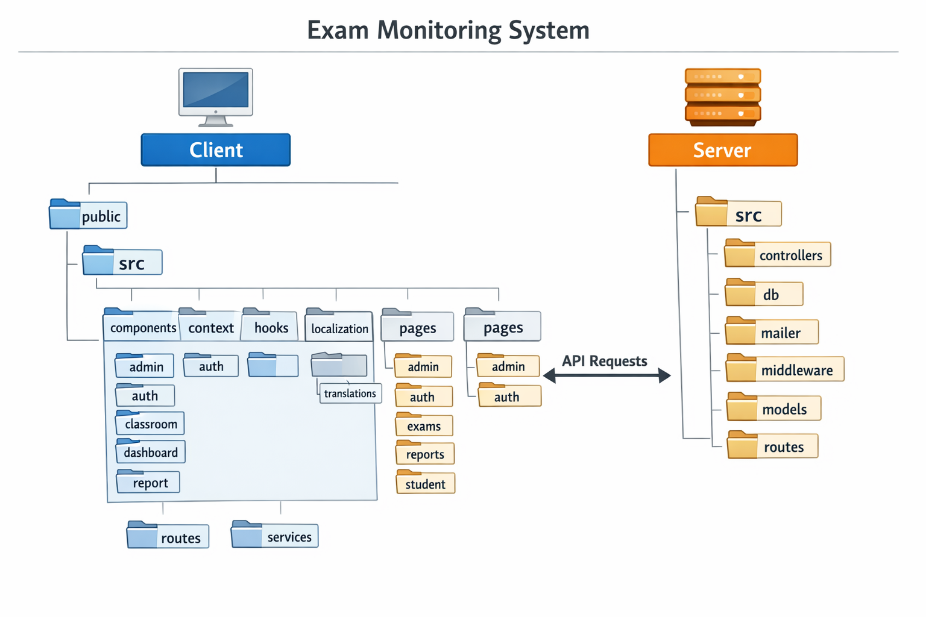 Exam Monitoring System
Client
Server
public
src
src
controllers
db
mailer
middleware
models
routes
components
context
hooks
localization
pages
pages
admin
auth
classroom
dashboard
report
auth
translations
admin
auth
exams
reports
student
admin
auth
API Requests
routes
services